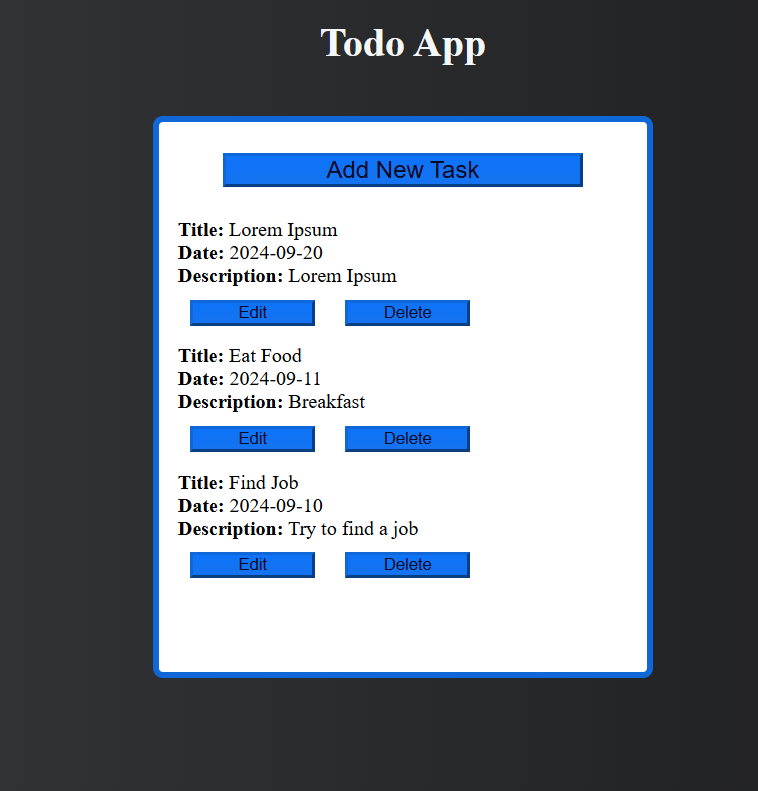 Todo App
Add New Task
Title: Lorem Ipsum
Date: 2024-09-20
Description: Lorem Ipsum
Edit Delete
Title: Eat Food
Date: 2024-09-11
Description: Breakfast
Edit Delete
Title: Find Job
Date: 2024-09-10
Description: Try to find a job
Edit Delete